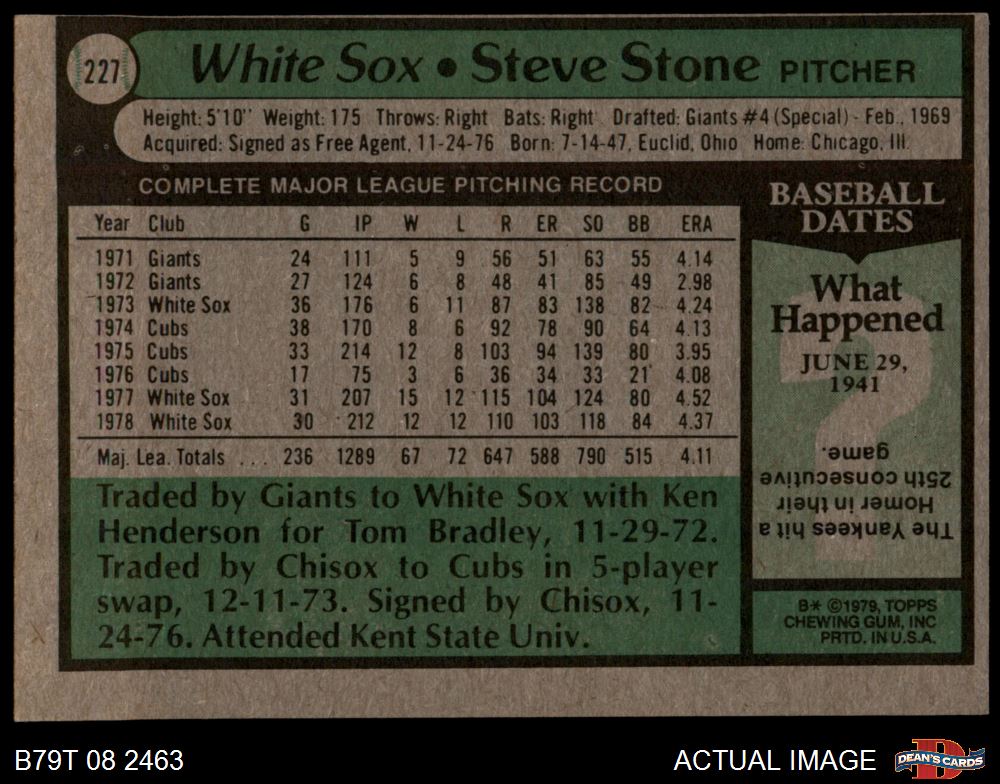 227
White Sox • Steve Stone PITCHER
Height: 5'10" Weight: 175 Throws: Right Bats: Right Drafted: Giants #4 (Special) - Feb., 1969
Acquired: Signed as Free Agent, 11-24-76 Born: 7-14-47, Euclid, Ohio Home: Chicago, Ill.
COMPLETE MAJOR LEAGUE PITCHING RECORD
Year Club G IP W L R ER SO BB ERA
1971 Giants 24 111 5 9 56 51 63 55 4.14
1972 Giants 27 124 6 8 48 41 85 49 2.98
1973 White Sox 36 176 6 11 87 83 138 82 4.24
1974 Cubs 38 170 8 6 92 78 90 64 4.13
1975 Cubs 33 214 12 8 103 94 139 80 3.95
1976 Cubs 17 75 3 6 36 34 33 21 4.08
1977 White Sox 31 207 15 12 115 104 124 80 4.52
1978 White Sox 30 212 12 12 110 103 118 84 4.37
Maj. Lea. Totals ... 236 1289 67 72 647 588 790 515 4.11
Traded by Giants to White Sox with Ken
Henderson for Tom Bradley, 11-29-72.
Traded by Chisox to Cubs in 5-player
swap, 12-11-73. Signed by Chisox, 11-
24-76. Attended Kent State Univ.
BASEBALL
DATES
What
Happened
JUNE 29,
1941
?
The Yankees hit a
Homer in their
25th consecutive
game.
B* ©1979, TOPPS
CHEWING GUM, INC
PRTD. IN U.S.A.
B79T 08 2463
ACTUAL IMAGE
D
DEAN'S CARDS